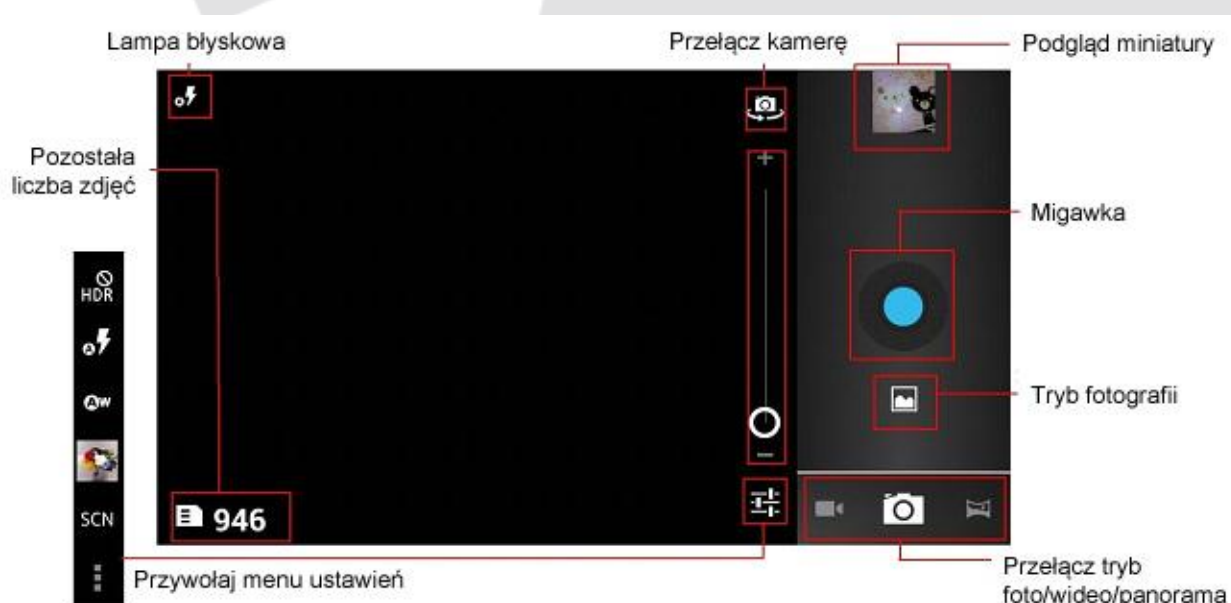 Lampa błyskowa
Przełącz kamerę
Podgląd miniatury
Pozostała
liczba zdjęć
Migawka
HDR
A
AW
Tryb fotografii
SCN
946
Przywołaj menu ustawień
Przełącz tryb
foto/wideo/panorama